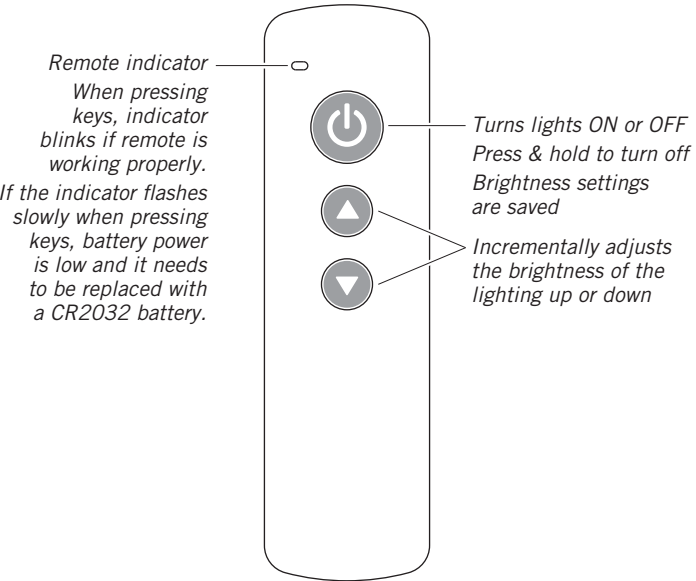 Remote indicator
When pressing
keys, indicator
blinks if remote is
working properly.
If the indicator flashes
slowly when pressing
keys, battery power
is low and it needs
to be replaced with
a CR2032 battery.
Turns lights ON or OFF
Press & hold to turn off
Brightness settings
are saved
Incrementally adjusts
the brightness of the
lighting up or down